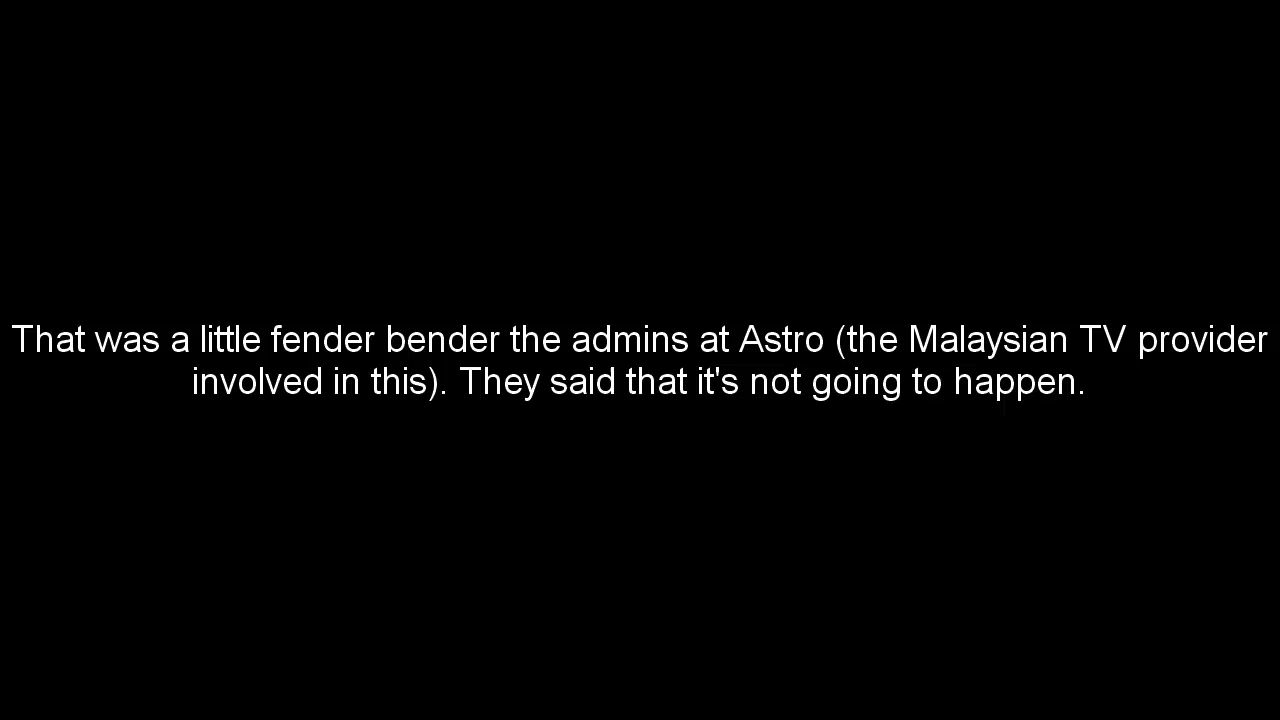 That was a little fender bender the admins at Astro (the Malaysian TV provider
involved in this). They said that it's not going to happen.